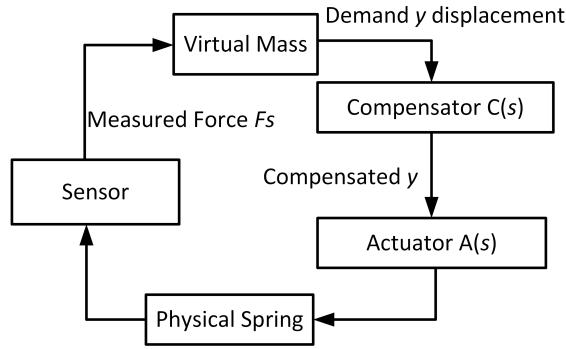 Demand y displacement
Virtual Mass
Compensator C(s)
Measured Force Fs
Compensated y
Sensor
Actuator A(s)
Physical Spring